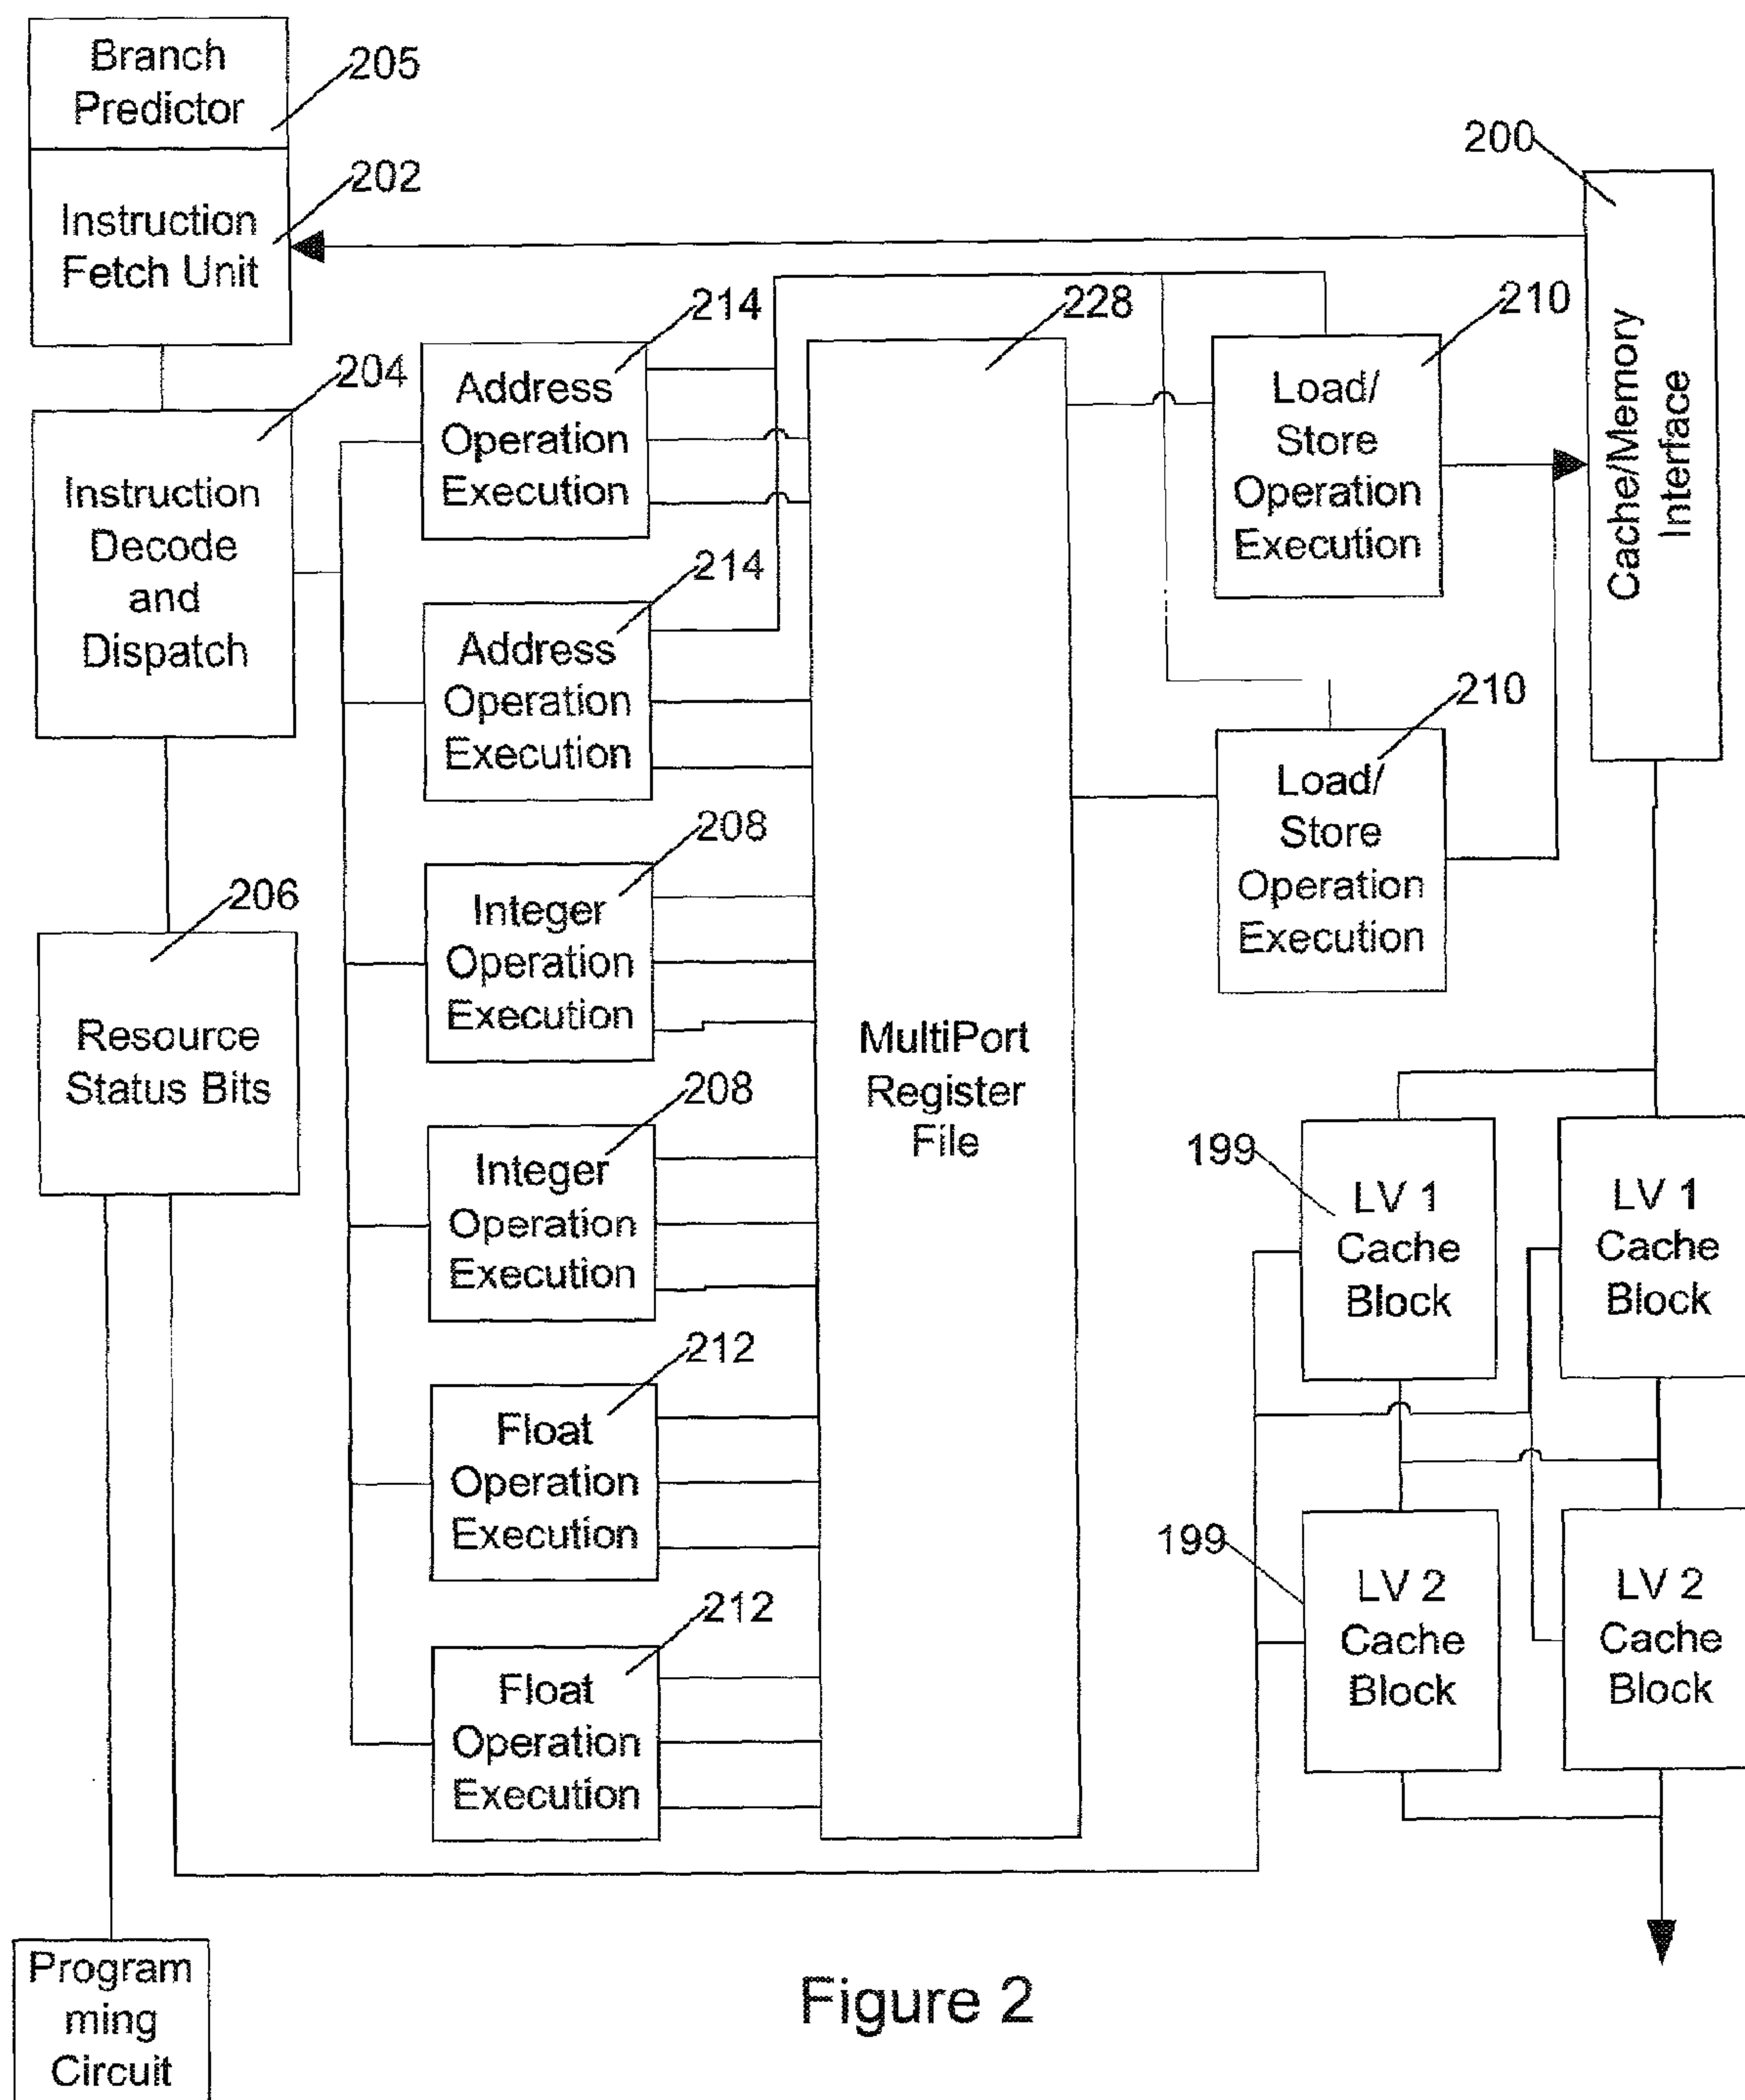 Branch
Predictor
205
Instruction
Fetch Unit
202
200
Cache/Memory
Interface
Instruction
Decode
and
Dispatch
204
Resource
Status Bits
206
Program
ming
Circuit
Address
Operation
Execution
214
Address
Operation
Execution
214
Integer
Operation
Execution
208
Integer
Operation
Execution
208
Float
Operation
Execution
212
Float
Operation
Execution
212
MultiPort
Register
File
228
Load/
Store
Operation
Execution
210
Load/
Store
Operation
Execution
210
199
LV 1
Cache
Block
LV 1
Cache
Block
199
LV 2
Cache
Block
LV 2
Cache
Block
Figure 2